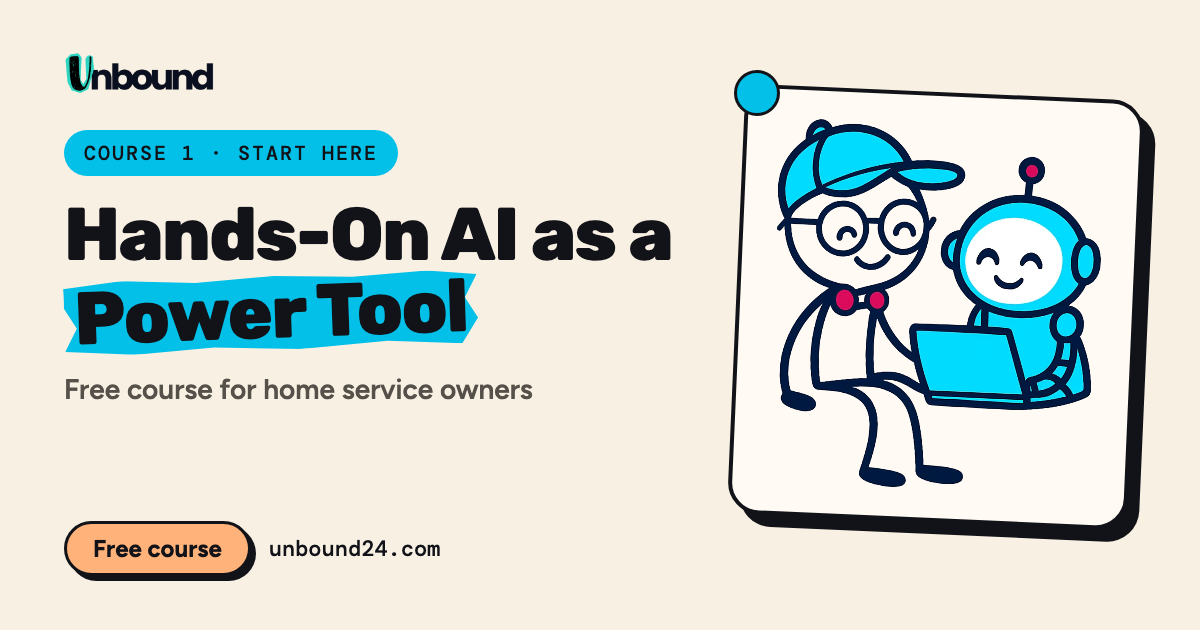 Unbound
COURSE 1 · START HERE
Hands-On AI as a
Power Tool
Free course for home service owners
Free course
unbound24.com